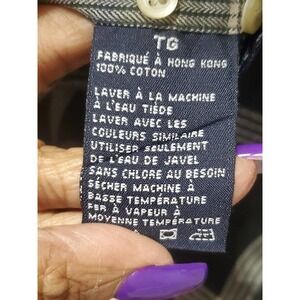 TG
FABRIQUÉ À HONG KONG
100% COTON
LAVER À LA MACHINE
À L'EAU TIÈDE
LAVER AVEC LES
COULEURS SIMILAIRE
UTILISER SEULEMENT
DE L'EAU DE JAVEL
SANS CHLORE AU BESOIN
SÉCHER MACHINE À
BASSE TEMPÉRATURE
FER À VAPEUR À
MOYENNE TEMPÉRATURE